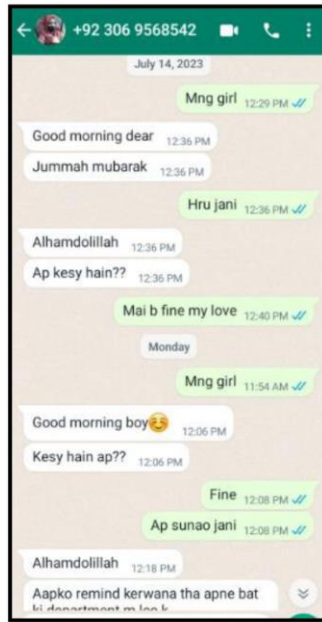 +92 306 9568542
July 14, 2023
Mng girl 12:29 PM
Good morning dear 12:36 PM
Jummah mubarak 12:36 PM
Hru jani 12:36 PM
Alhamdolillah 12:36 PM
Ap kesy hain?? 12:36 PM
Mai b fine my love 12:40 PM
Monday
Mng girl 11:54 AM
Good morning boy☺️ 12:06 PM
Kesy hain ap?? 12:06 PM
Fine 12:08 PM
Ap sunao jani 12:08 PM
Alhamdolillah 12:18 PM
Aapko remind kerwana tha apne bat
ki department m